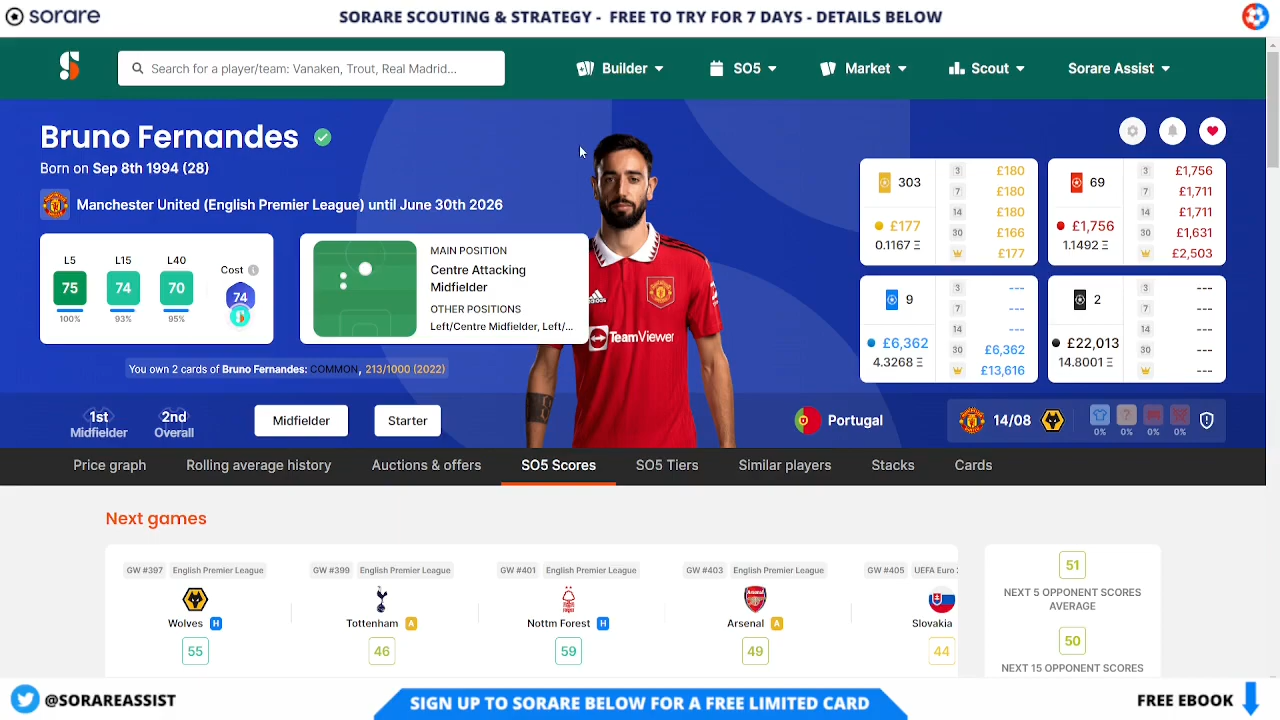 sorare
SORARE SCOUTING & STRATEGY - FREE TO TRY FOR 7 DAYS - DETAILS BELOW
Search for a player/team: Vanaken, Trout, Real Madrid...
Builder
SO5
Market
Scout
Sorare Assist
Bruno Fernandes
Born on Sep 8th 1994 (28)
Manchester United (English Premier League) until June 30th 2026
L5
L15
L40
Cost
75
74
70
74
100%
93%
95%
MAIN POSITION
Centre Attacking
Midfielder
OTHER POSITIONS
Left/Centre Midfielder, Left/...
You own 2 cards of Bruno Fernandes: COMMON, 213/1000 (2022)
TeamViewer
303
£177
0.1167 Ξ
3 £180
7 £180
14 £180
30 £166
£177
69
£1,756
1.1492 Ξ
3 £1,756
7 £1,711
14 £1,711
30 £1,631
£2,503
9
£6,362
4.3268 Ξ
3 ---
7 ---
14 ---
30 £6,362
£13,616
2
£22,013
14.8001 Ξ
3 ---
7 ---
14 ---
30 ---
---
1st
Midfielder
2nd
Overall
Midfielder
Starter
Portugal
14/08
0%
0%
0%
0%
Price graph
Rolling average history
Auctions & offers
SO5 Scores
SO5 Tiers
Similar players
Stacks
Cards
Next games
GW #397 English Premier League
Wolves H
55
GW #399 English Premier League
Tottenham A
46
GW #401 English Premier League
Nottm Forest H
59
GW #403 English Premier League
Arsenal A
49
GW #405 UEFA Euro
Slovakia
44
51
NEXT 5 OPPONENT SCORES
AVERAGE
50
NEXT 15 OPPONENT SCORES
@SORAREASSIST
SIGN UP TO SORARE BELOW FOR A FREE LIMITED CARD
FREE EBOOK